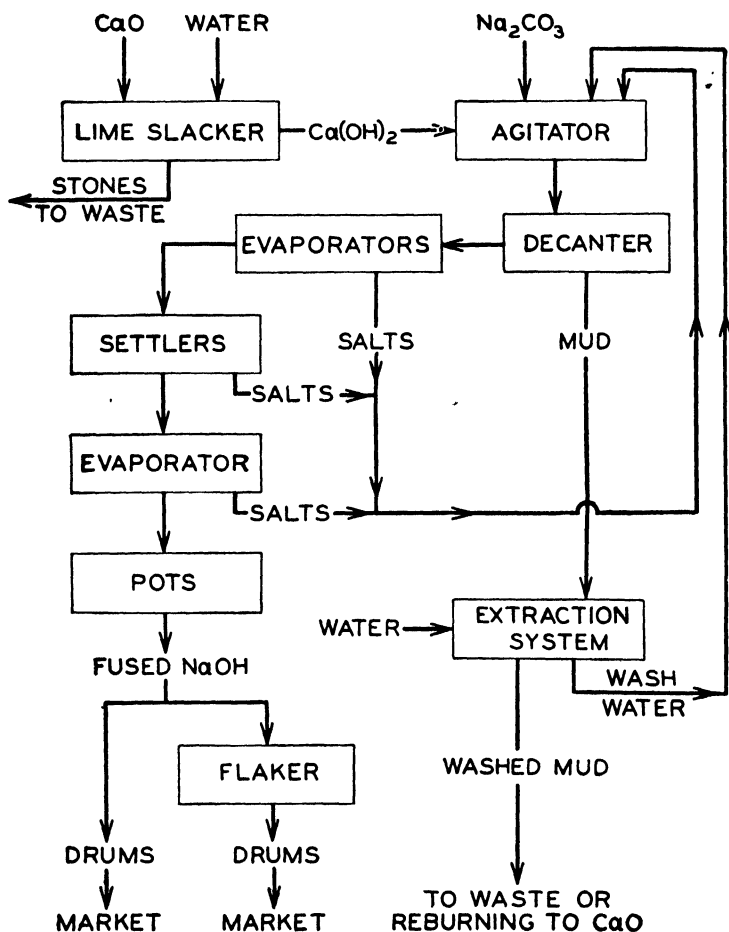 CaO
WATER
Na₂CO₃
LIME SLACKER
Ca(OH)₂
AGITATOR
STONES
TO WASTE
EVAPORATORS
DECANTER
SETTLERS
SALTS
MUD
SALTS
EVAPORATOR
SALTS
POTS
WATER
EXTRACTION
SYSTEM
FUSED NaOH
WASH
WATER
FLAKER
WASHED MUD
DRUMS
DRUMS
MARKET
MARKET
TO WASTE OR
REBURNING TO CaO